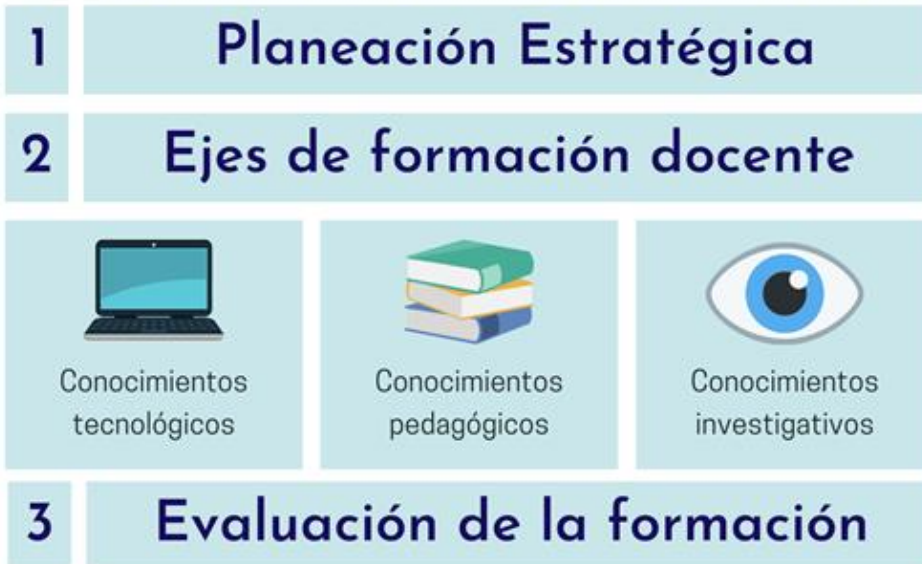 1 Planeación Estratégica
2 Ejes de formación docente
Conocimientos
tecnológicos
Conocimientos
pedagógicos
Conocimientos
investigativos
3 Evaluación de la formación